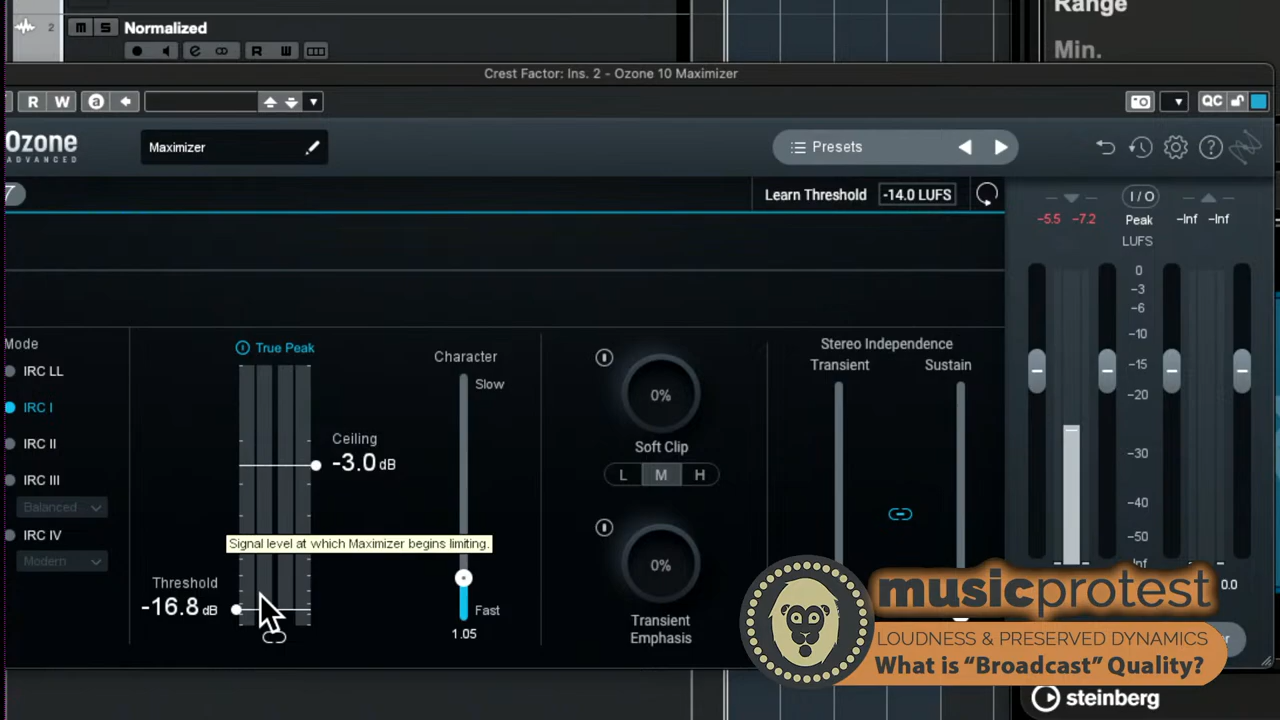 Range
2
M S Normalized
R W
Min.
Crest Factor: Ins. 2 - Ozone 10 Maximizer
R W a
QC
Ozone
ADVANCED
Maximizer
Presets
?
Learn Threshold -14.0 LUFS
I/O
-5.5 -7.2 Peak -Inf -Inf
LUFS
Mode
IRC LL
IRC I
IRC II
IRC III
Balanced
IRC IV
Modern
True Peak
Ceiling
-3.0 dB
Signal level at which Maximizer begins limiting.
Threshold
-16.8 dB
Character
Slow
Fast
1.05
0%
Soft Clip
L M H
0%
Transient
Emphasis
Stereo Independence
Transient Sustain
0
-3
-6
-10
-15
-20
-30
-40
-50
-Inf
0.0
musicprotest
LOUDNESS & PRESERVED DYNAMICS
What is “Broadcast” Quality?
steinberg